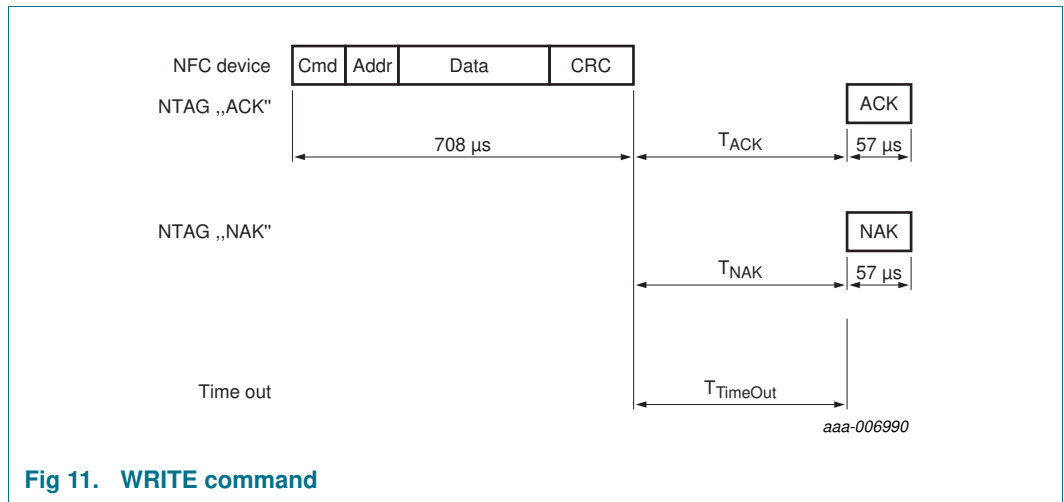 NFC device Cmd Addr Data CRC
NTAG ,,ACK" ACK
708 µs TACK 57 µs
NTAG ,,NAK" NAK
TNAK 57 µs
Time out TTimeOut
aaa-006990
Fig 11. WRITE command